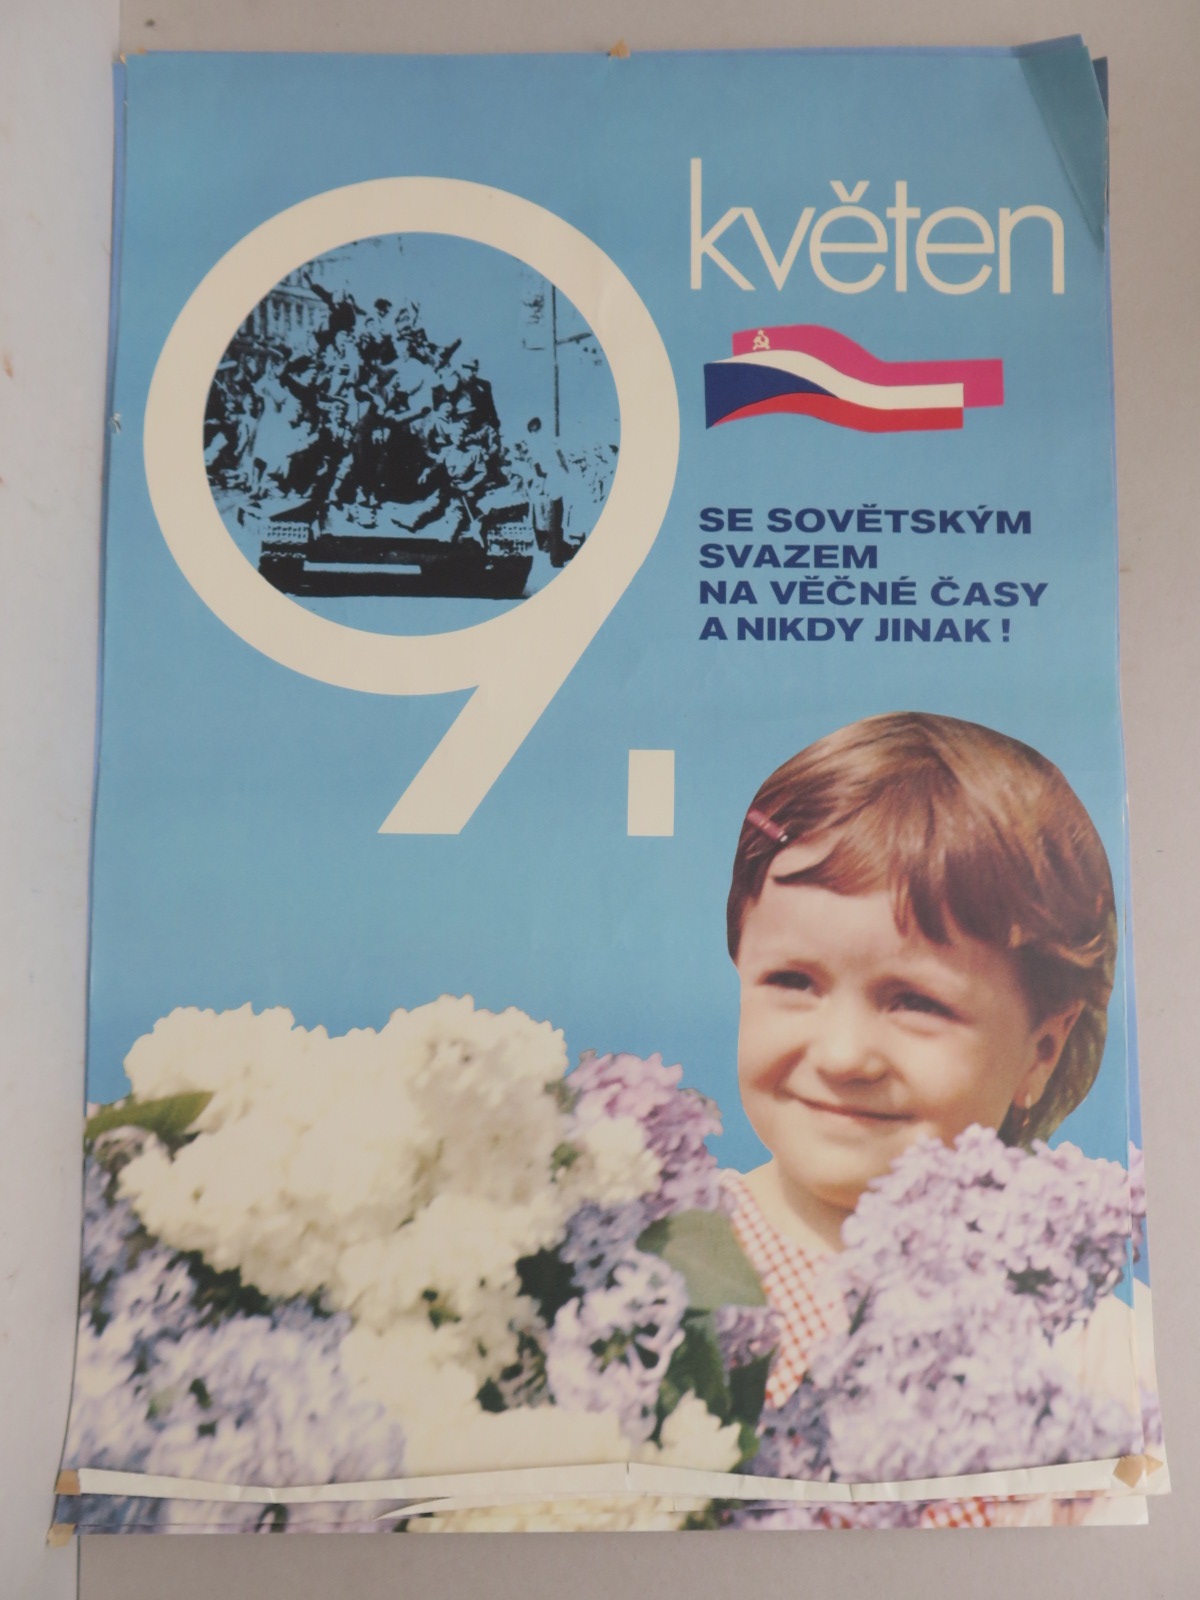 9. květen
SE SOVĚTSKÝM
SVAZEM
NA VĚČNÉ ČASY
A NIKDY JINAK !